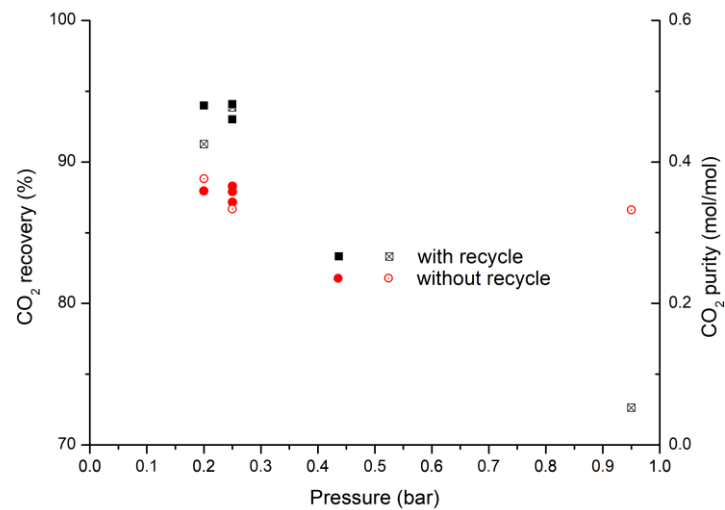 100
90
80
70
CO2 recovery (%)
0.6
0.4
0.2
0.0
CO2 purity (mol/mol)
with recycle
without recycle
0.0 0.1 0.2 0.3 0.4 0.5 0.6 0.7 0.8 0.9 1.0
Pressure (bar)